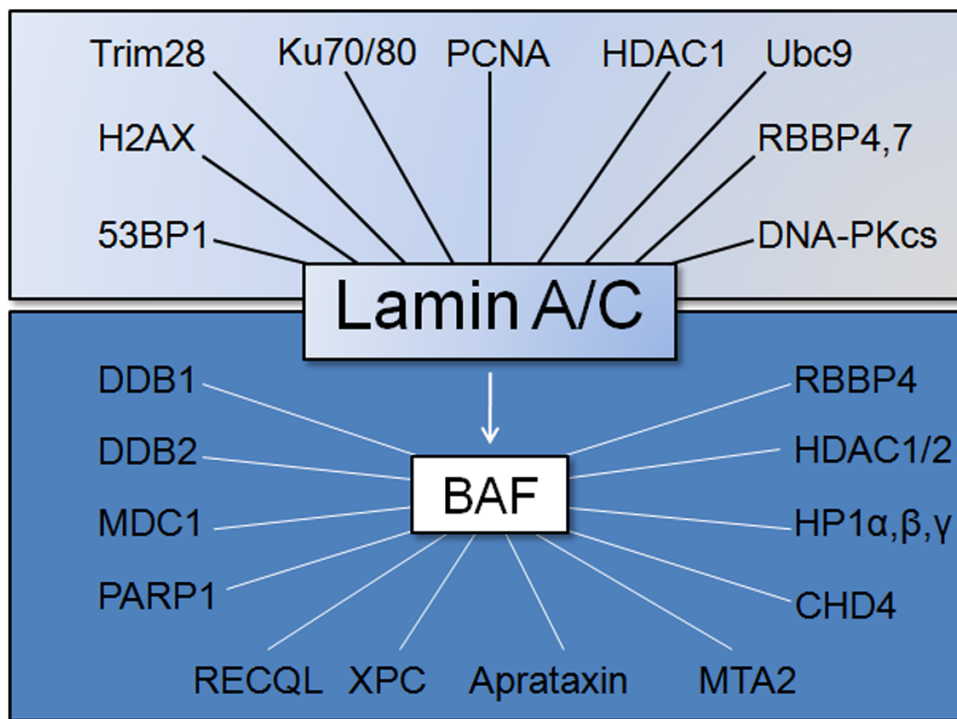 Trim28 Ku70/80 PCNA HDAC1 Ubc9
H2AX RBBP4,7
53BP1 DNA-PKcs
Lamin A/C
DDB1 RBBP4
DDB2 HDAC1/2
BAF
MDC1 HP1α,β,γ
PARP1 CHD4
RECQL XPC Aprataxin MTA2